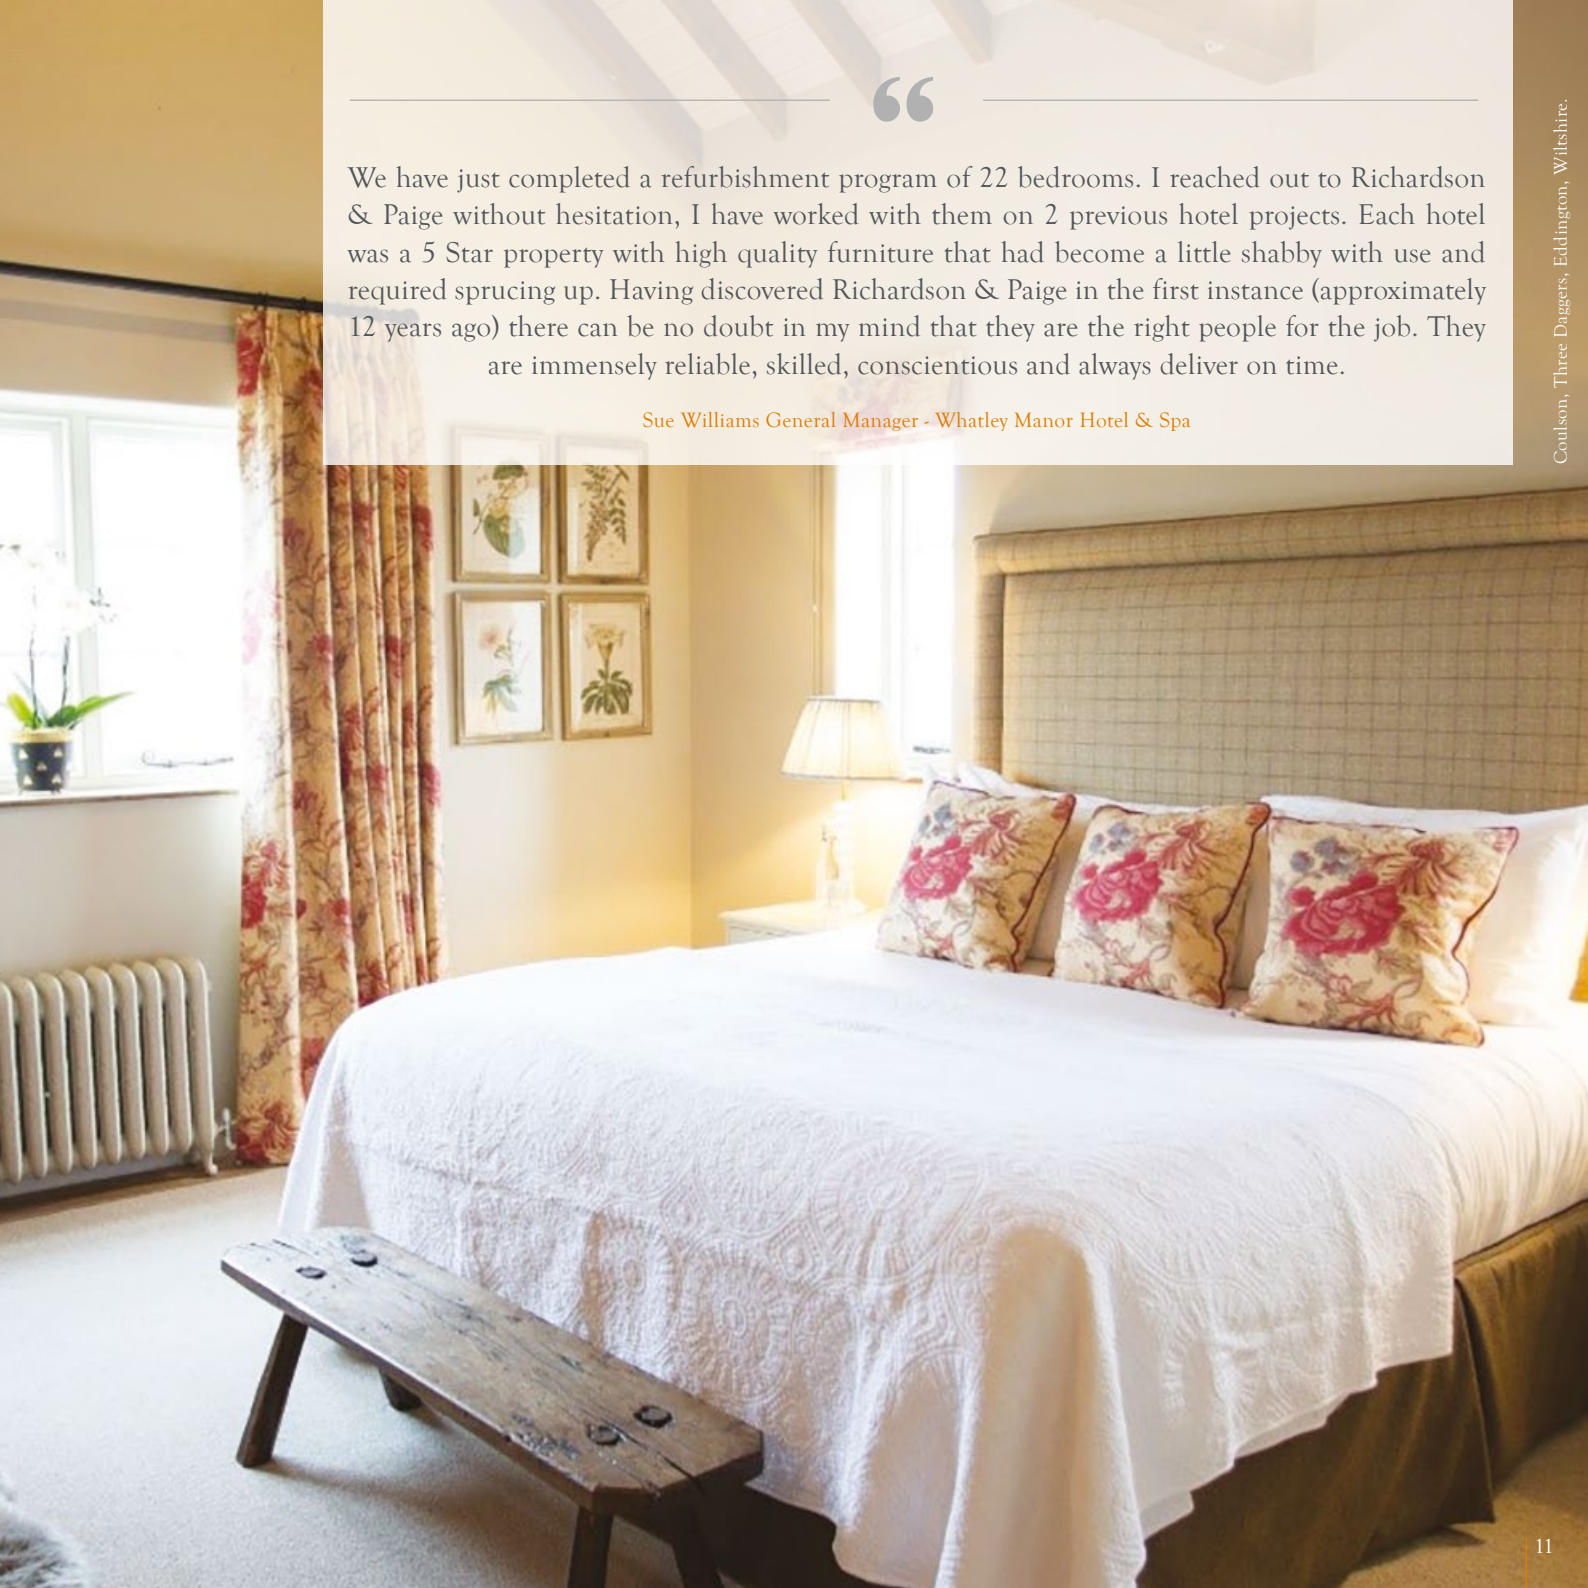 “
We have just completed a refurbishment program of 22 bedrooms. I reached out to Richardson
& Paige without hesitation, I have worked with them on 2 previous hotel projects. Each hotel
was a 5 Star property with high quality furniture that had become a little shabby with use and
required sprucing up. Having discovered Richardson & Paige in the first instance (approximately
12 years ago) there can be no doubt in my mind that they are the right people for the job. They
are immensely reliable, skilled, conscientious and always deliver on time.
Sue Williams General Manager - Whatley Manor Hotel & Spa
Coulson, Three Daggers, Eddington, Wiltshire.
11